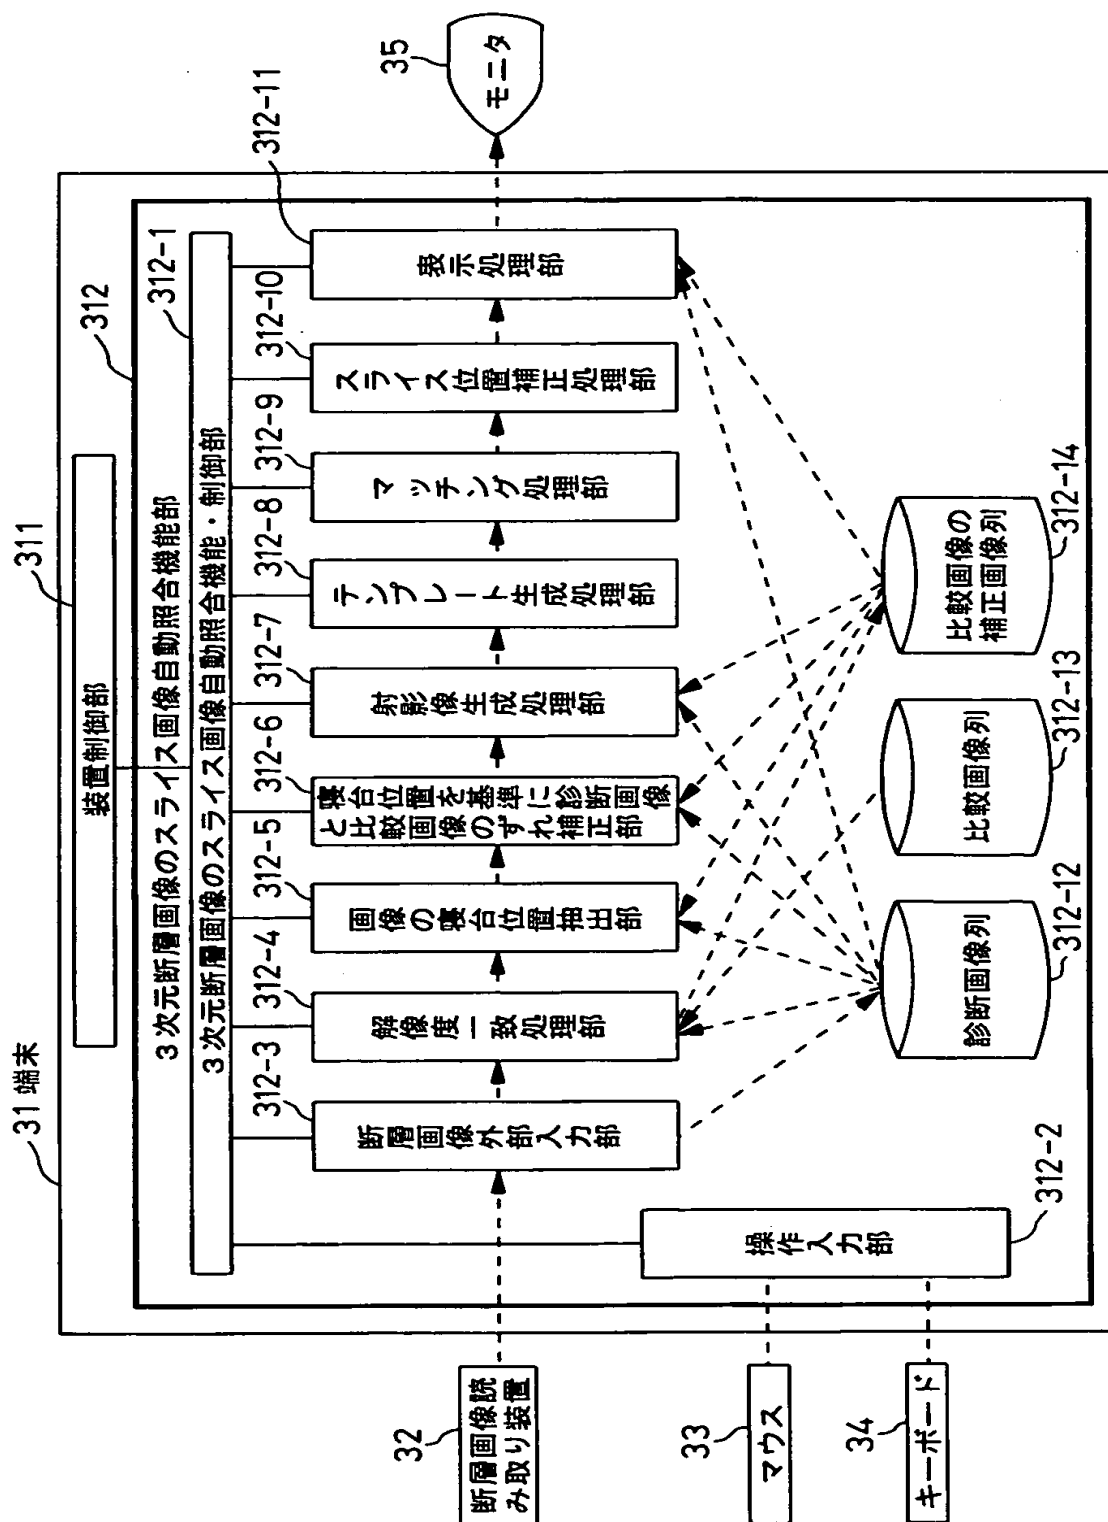 31 端末
311
装置制御部
312
3次元断層画像のスライス画像自動照合機能部
312-1
3次元断層画像のスライス画像自動照合機能・制御部
312-3
断層画像外部入力部
312-4
解像度一致処理部
312-5
画像の寝台位置抽出部
312-6
寝台位置を基準に診断画像
と比較画像のずれ補正部
312-7
射影像生成処理部
312-8
テンプレート生成処理部
312-9
マッチング処理部
312-10
スライス位置補正処理部
312-11
表示処理部
35
モニタ
32
断層画像読
み取り装置
33
マウス
34
キーボード
操作入力部
312-2
診断画像列
312-12
比較画像列
312-13
比較画像の
補正画像列
312-14